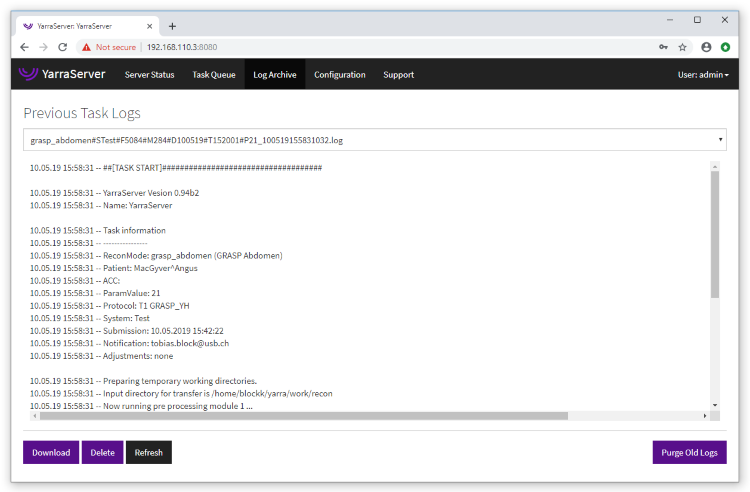 YarraServer: YarraServer
Not secure | 192.168.110.3:8080
YarraServer Server Status Task Queue Log Archive Configuration Support User: admin
Previous Task Logs
grasp_abdomen#STest#F5084#M284#D100519#T152001#P21_100519155831032.log
10.05.19 15:58:31 -- ##[TASK START]####################################
10.05.19 15:58:31 -- YarraServer Vesion 0.94b2
10.05.19 15:58:31 -- Name: YarraServer
10.05.19 15:58:31 -- Task information
10.05.19 15:58:31 -- ----------------
10.05.19 15:58:31 -- ReconMode: grasp_abdomen (GRASP Abdomen)
10.05.19 15:58:31 -- Patient: MacGyver^Angus
10.05.19 15:58:31 -- ACC:
10.05.19 15:58:31 -- ParamValue: 21
10.05.19 15:58:31 -- Protocol: T1 GRASP_YH
10.05.19 15:58:31 -- System: Test
10.05.19 15:58:31 -- Submission: 10.05.2019 15:42:22
10.05.19 15:58:31 -- Notification: tobias.block@usb.ch
10.05.19 15:58:31 -- Adjustments: none
10.05.19 15:58:31 -- Preparing temporary working directories.
10.05.19 15:58:31 -- Input directory for transfer is /home/blockk/yarra/work/recon
10.05.19 15:58:31 -- Now running pre processing module 1 ...
Download Delete Refresh Purge Old Logs